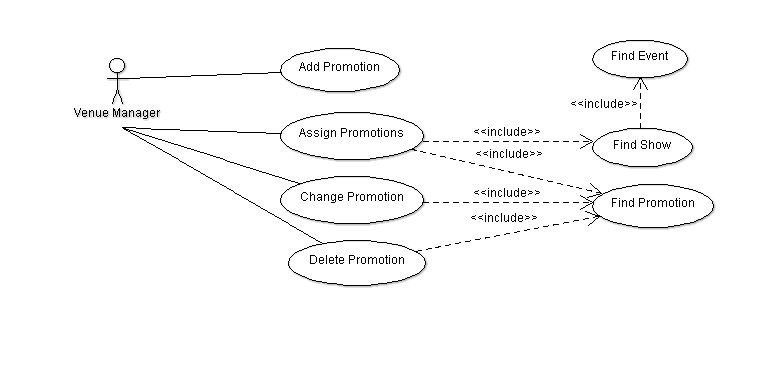 Find Event
Add Promotion
<<include>>
Venue Manager
Assign Promotions
<<include>>
Find Show
<<include>>
Change Promotion
<<include>>
Find Promotion
<<include>>
Delete Promotion